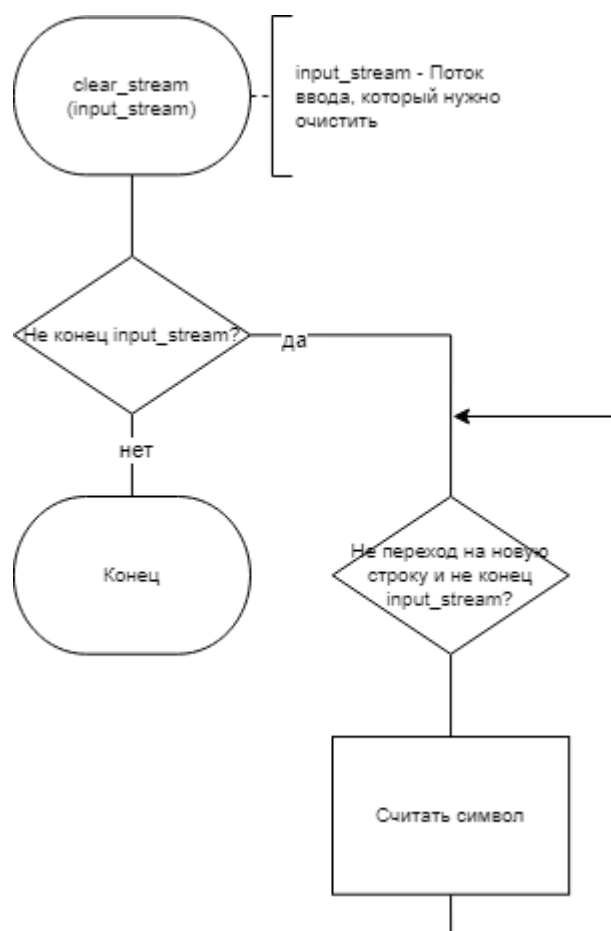 clear_stream
(input_stream)
input_stream - Поток
ввода, который нужно
очистить
Не конец input_stream?
да
нет
Не переход на новую
строку и не конец
input_stream?
Конец
Считать символ